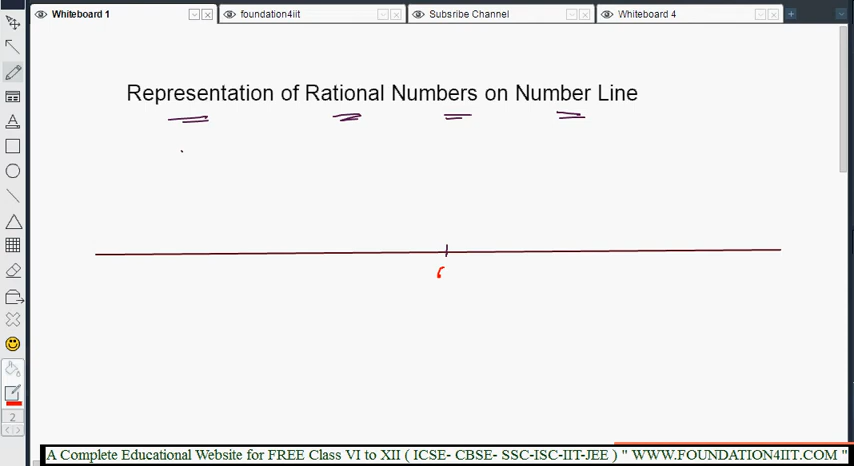 Whiteboard 1
foundation4iit
Subsribe Channel
Whiteboard 4
Representation of Rational Numbers on Number Line
2
A Complete Educational Website for FREE Class VI to XII ( ICSE- CBSE- SSC-ISC-IIT-JEE ) " WWW.FOUNDATION4IIT.COM "